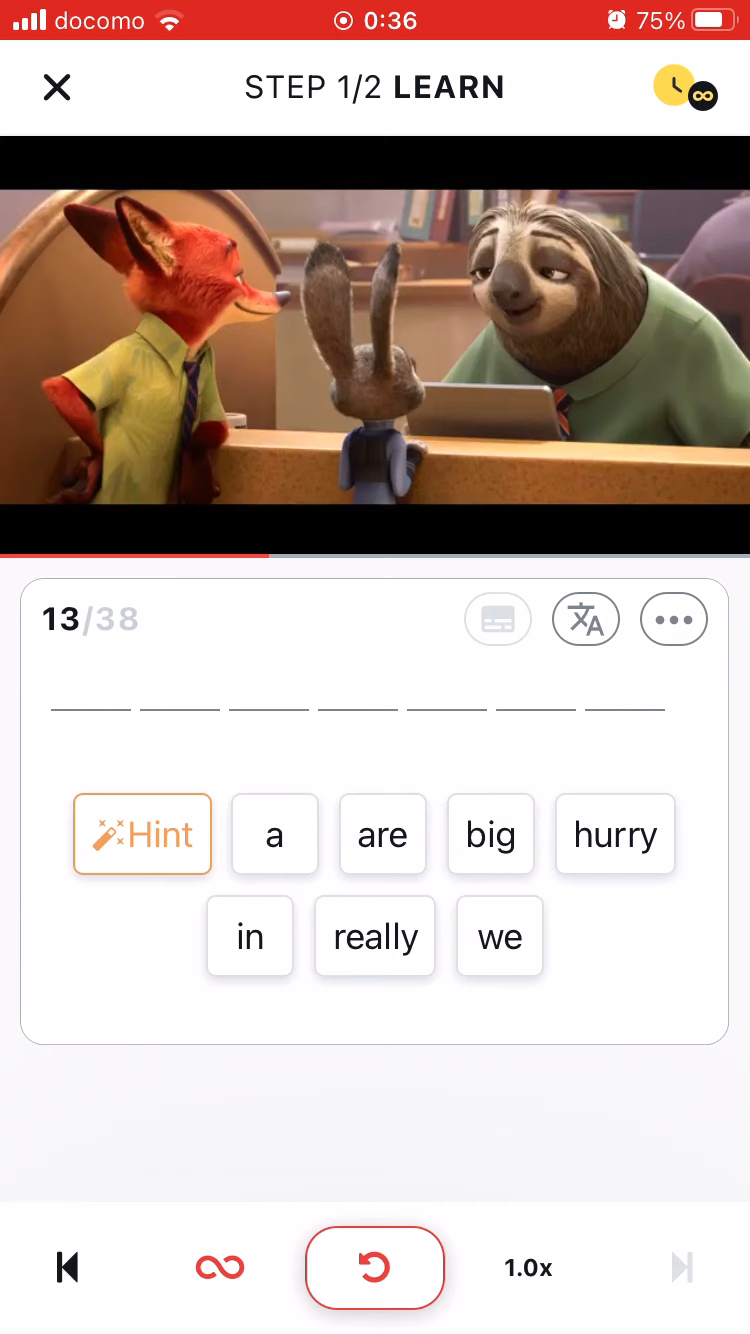 docomo 0:36 75%
STEP 1/2 LEARN
13/38
Hint a are big hurry
in really we
1.0x